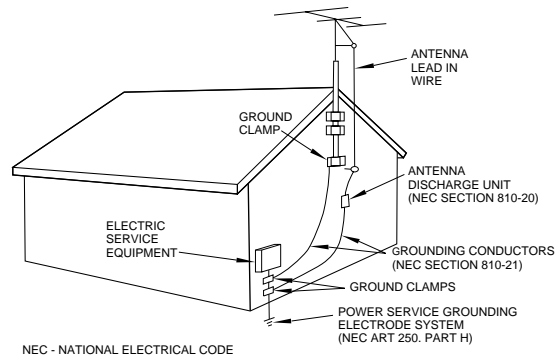 ANTENNA
LEAD IN
WIRE
GROUND
CLAMP
ANTENNA
DISCHARGE UNIT
(NEC SECTION 810-20)
ELECTRIC
SERVICE
EQUIPMENT
GROUNDING CONDUCTORS
(NEC SECTION 810-21)
GROUND CLAMPS
POWER SERVICE GROUNDING
ELECTRODE SYSTEM
(NEC ART 250. PART H)
NEC - NATIONAL ELECTRICAL CODE